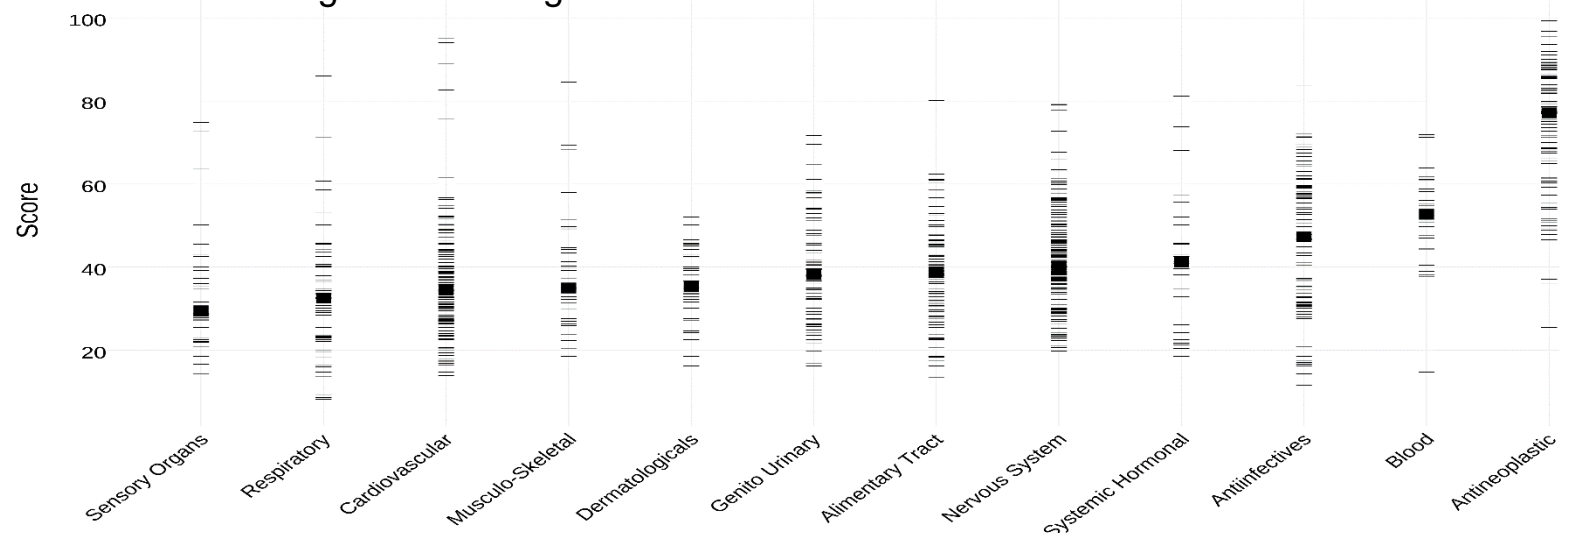 100
80
60
40
20
Score
Sensory Organs
Respiratory
Cardiovascular
Musculo-Skeletal
Dermatologicals
Genito Urinary
Alimentary Tract
Nervous System
Systemic Hormonal
Antiinfectives
Blood
Antineoplastic